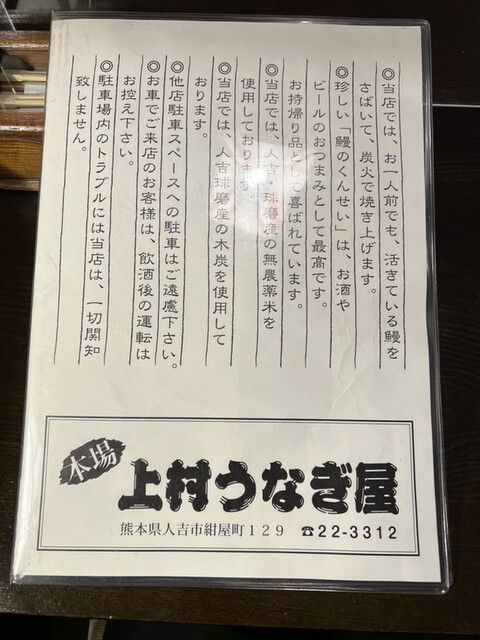 ◎当店では、お一人前でも、活きている鰻を
さばいて、炭火で焼き上げます。
◎珍しい「鰻のくんせい」は、お酒や
ビールのおつまみとして最高です。
お持帰り品として喜ばれています。
◎当店では、人吉・球磨産の無農薬米を
使用しております。
◎当店では、人吉球磨産の木炭を使用して
おります。
◎他店駐車スペースへの駐車はご遠慮下さい。
◎お車でご来店のお客様は、飲酒後の運転は
お控え下さい。
◎駐車場内のトラブルには当店は、一切関知
致しません。
本場
上村うなぎ屋
熊本県人吉市紺屋町129 ☎22-3312